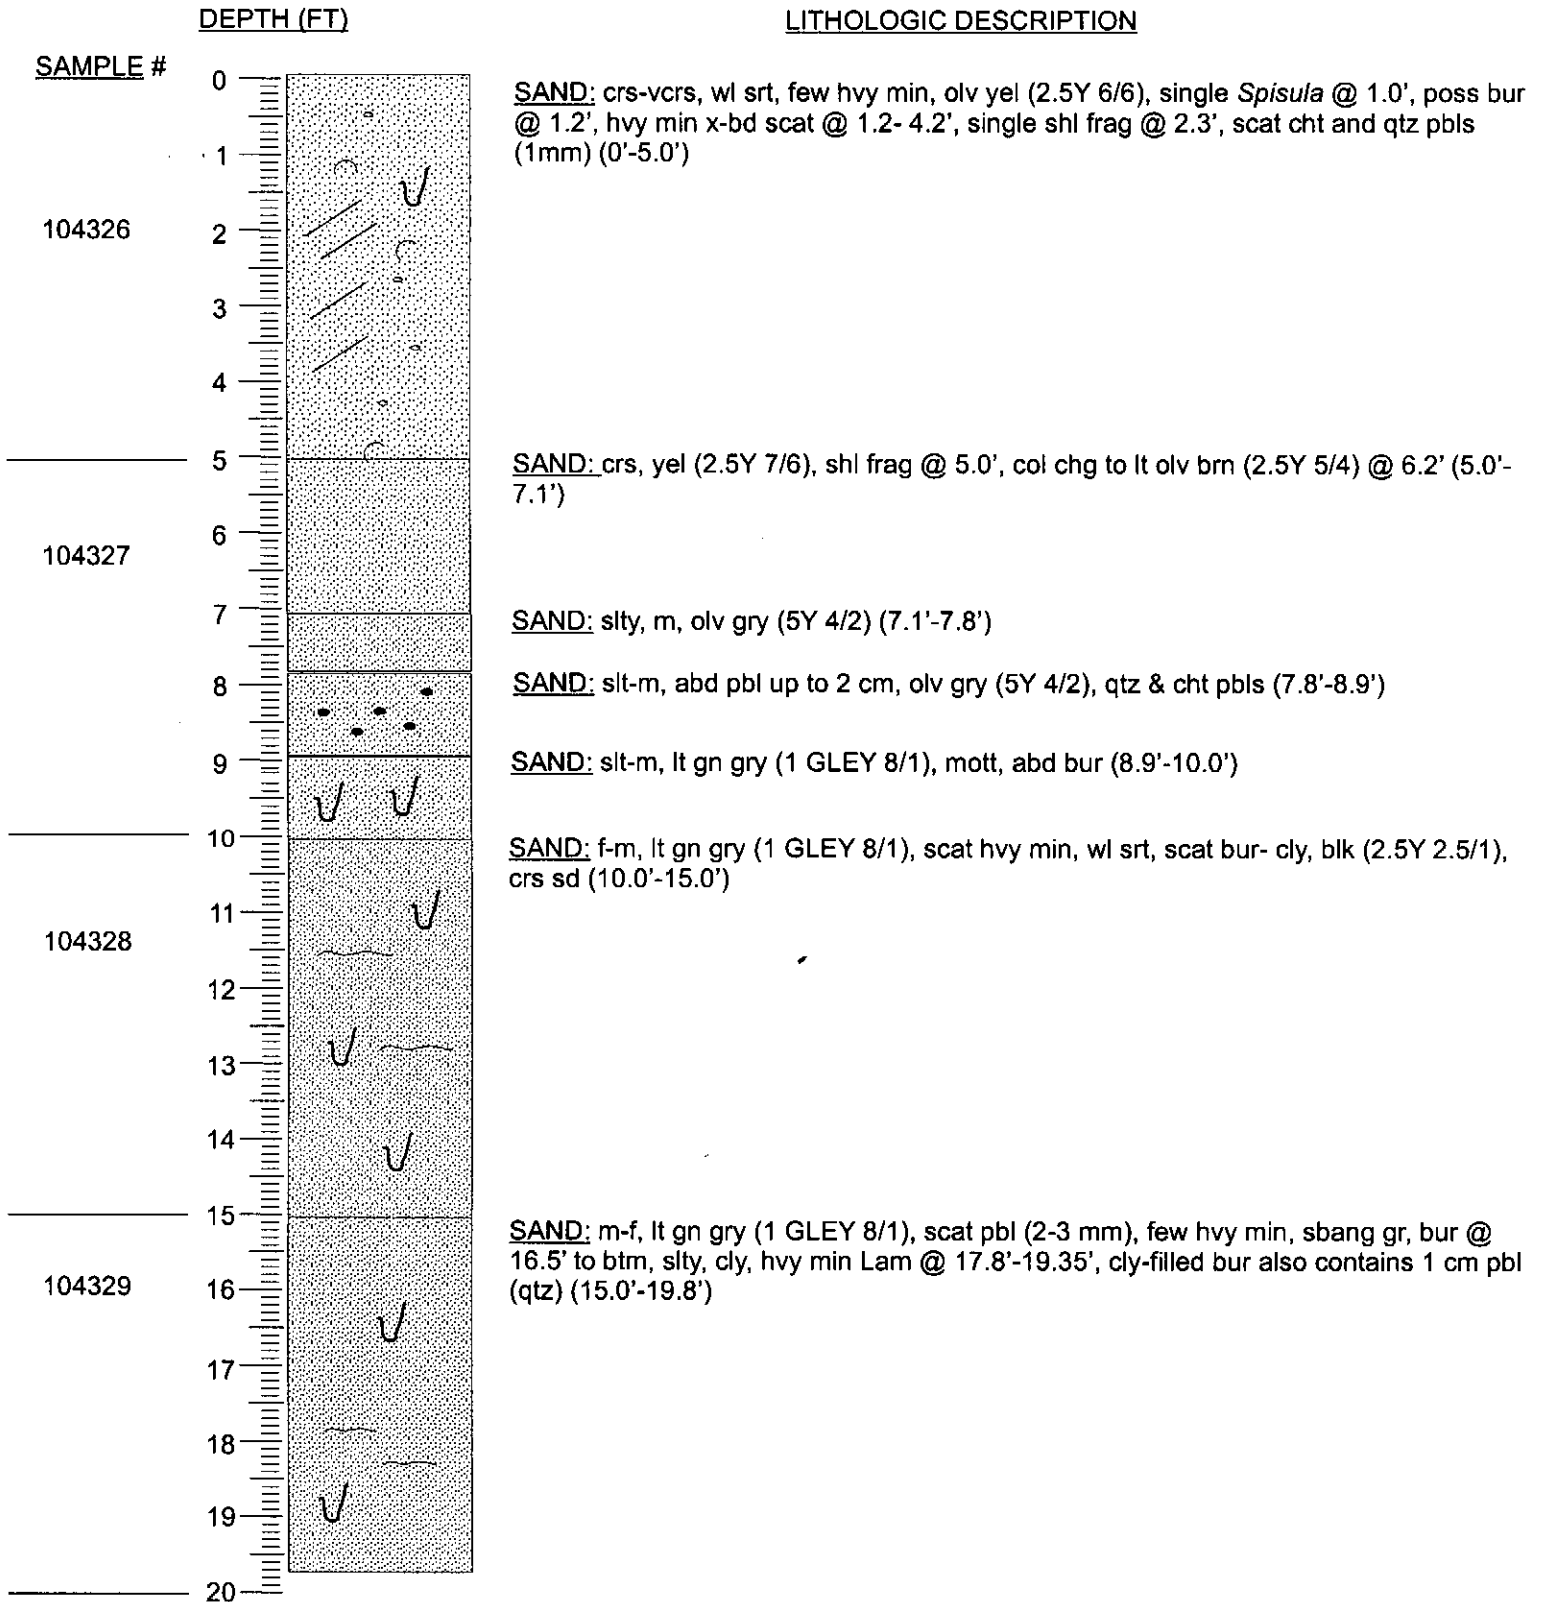 DEPTH (FT)
LITHOLOGIC DESCRIPTION
SAMPLE #
0
SAND: crs-vcrs, wl srt, few hvy min, olv yel (2.5Y 6/6), single Spisula @ 1.0', poss bur
@ 1.2', hvy min x-bd scat @ 1.2- 4.2', single shl frag @ 2.3', scat cht and qtz pbls
(1mm) (0'-5.0')
1
104326
2
3
4
5
SAND: crs, yel (2.5Y 7/6), shl frag @ 5.0', col chg to lt olv brn (2.5Y 5/4) @ 6.2' (5.0'-
7.1')
6
104327
7
SAND: slty, m, olv gry (5Y 4/2) (7.1'-7.8')
8
SAND: slt-m, abd pbl up to 2 cm, olv gry (5Y 4/2), qtz & cht pbls (7.8'-8.9')
9
SAND: slt-m, lt gn gry (1 GLEY 8/1), mott, abd bur (8.9'-10.0')
10
SAND: f-m, lt gn gry (1 GLEY 8/1), scat hvy min, wl srt, scat bur- cly, blk (2.5Y 2.5/1),
crs sd (10.0'-15.0')
11
104328
12
13
14
15
SAND: m-f, lt gn gry (1 GLEY 8/1), scat pbl (2-3 mm), few hvy min, sbang gr, bur @
16.5' to btm, slty, cly, hvy min Lam @ 17.8'-19.35', cly-filled bur also contains 1 cm pbl
(qtz) (15.0'-19.8')
104329
16
17
18
19
20